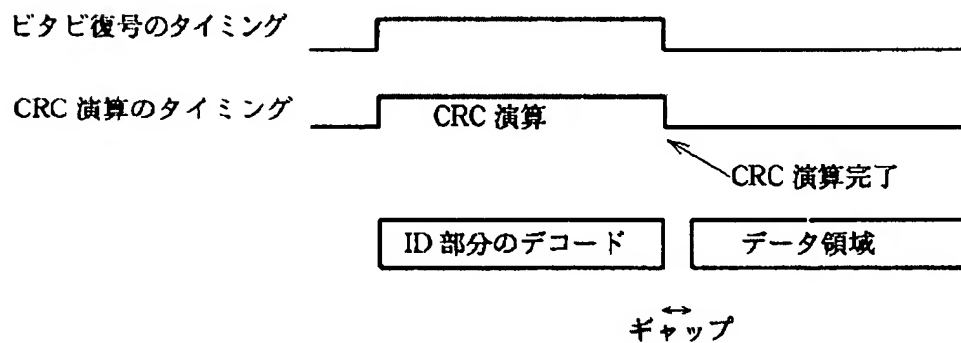 ビタビ復号のタイミング
CRC 演算のタイミング
CRC 演算
CRC 演算完了
ID 部分のデコード
データ領域
ギャップ